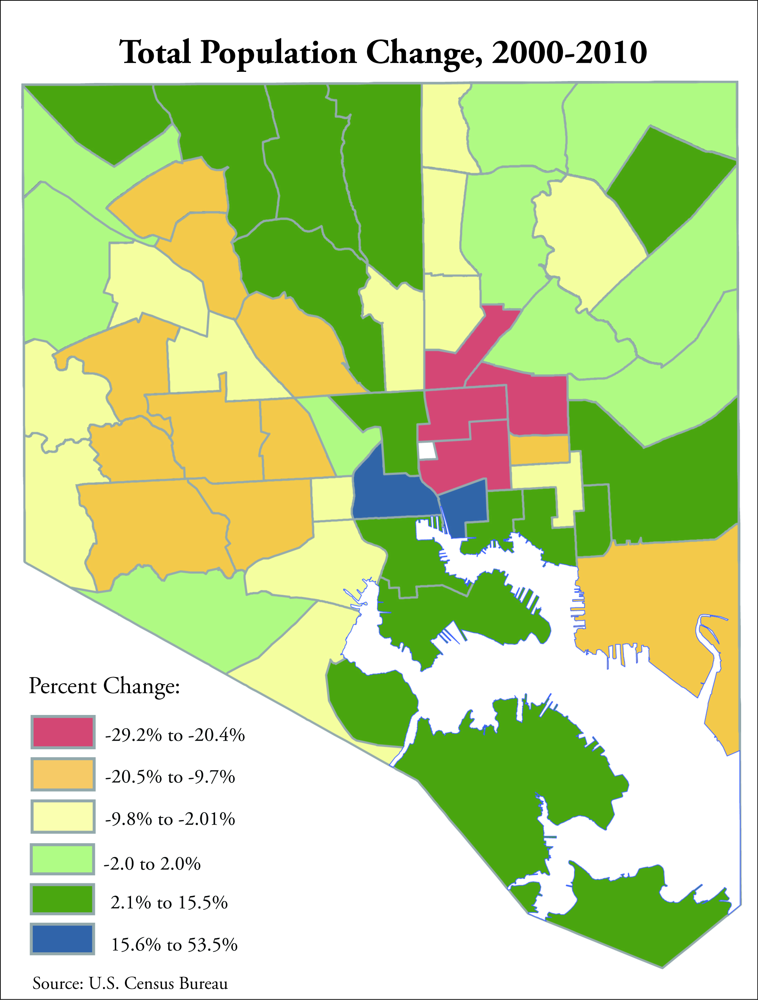 Total Population Change, 2000-2010
Percent Change:
-29.2% to -20.4%
-20.5% to -9.7%
-9.8% to -2.01%
-2.0 to 2.0%
2.1% to 15.5%
15.6% to 53.5%
Source: U.S. Census Bureau